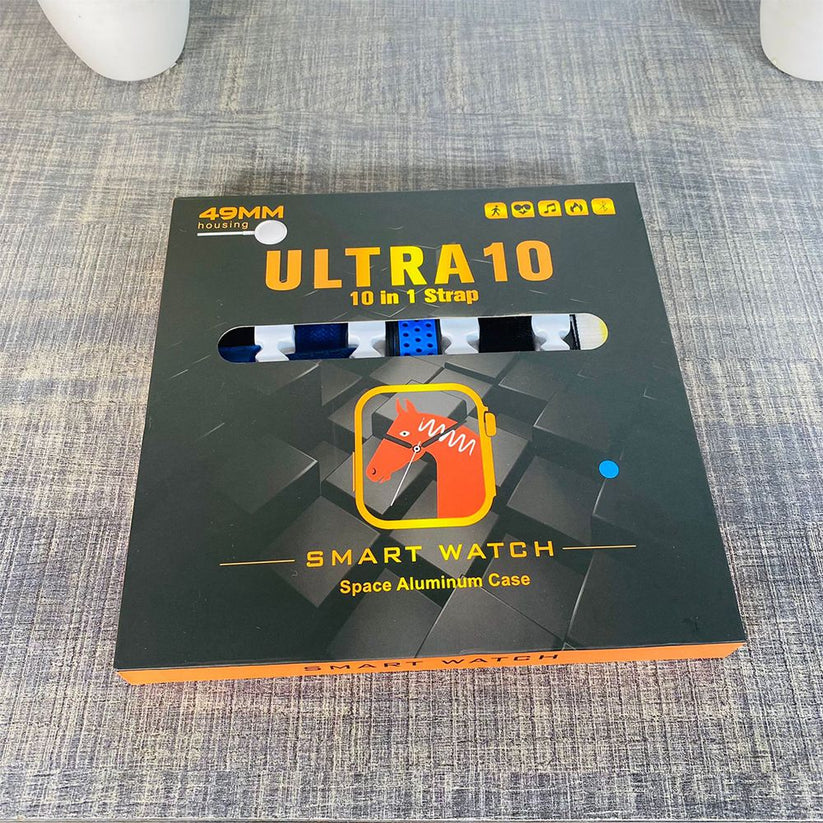 49MM
housing
ULTRA10
10 in 1 Strap
SMART WATCH
Space Aluminum Case
SMART WATCH